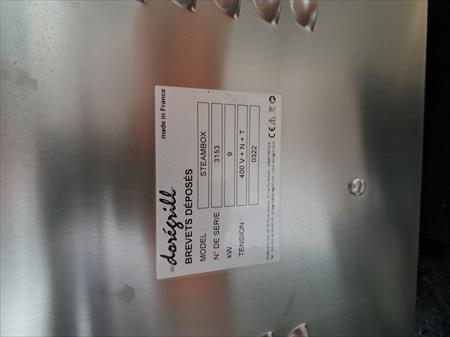 dorégrill
made in France
BREVETS DÉPOSÉS
MODEL : STEAMBOX
N° DE SERIE 3153
kW 9
TENSION : 400 V + N + T
0322
CE